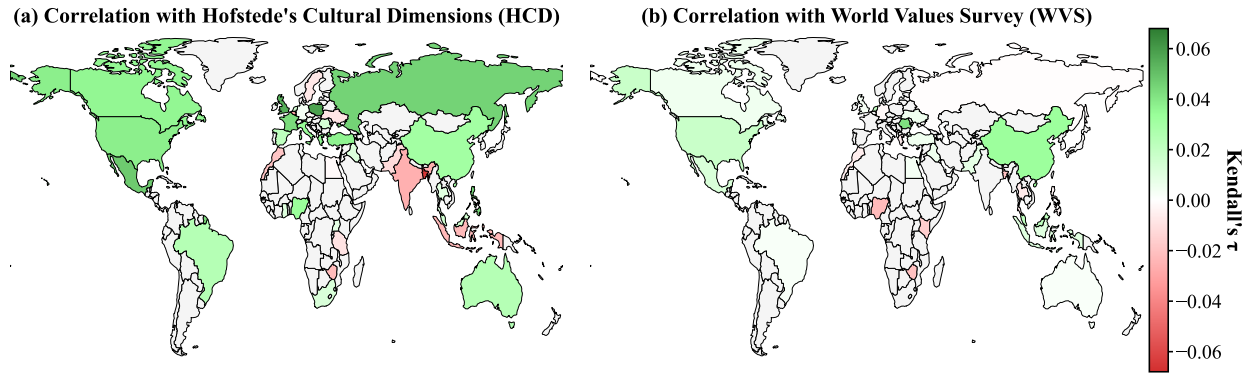 (a) Correlation with Hofstede's Cultural Dimensions (HCD)
(b) Correlation with World Values Survey (WVS)
0.06
0.04
0.02
0.00
−0.02
−0.04
−0.06
Kendall's τ